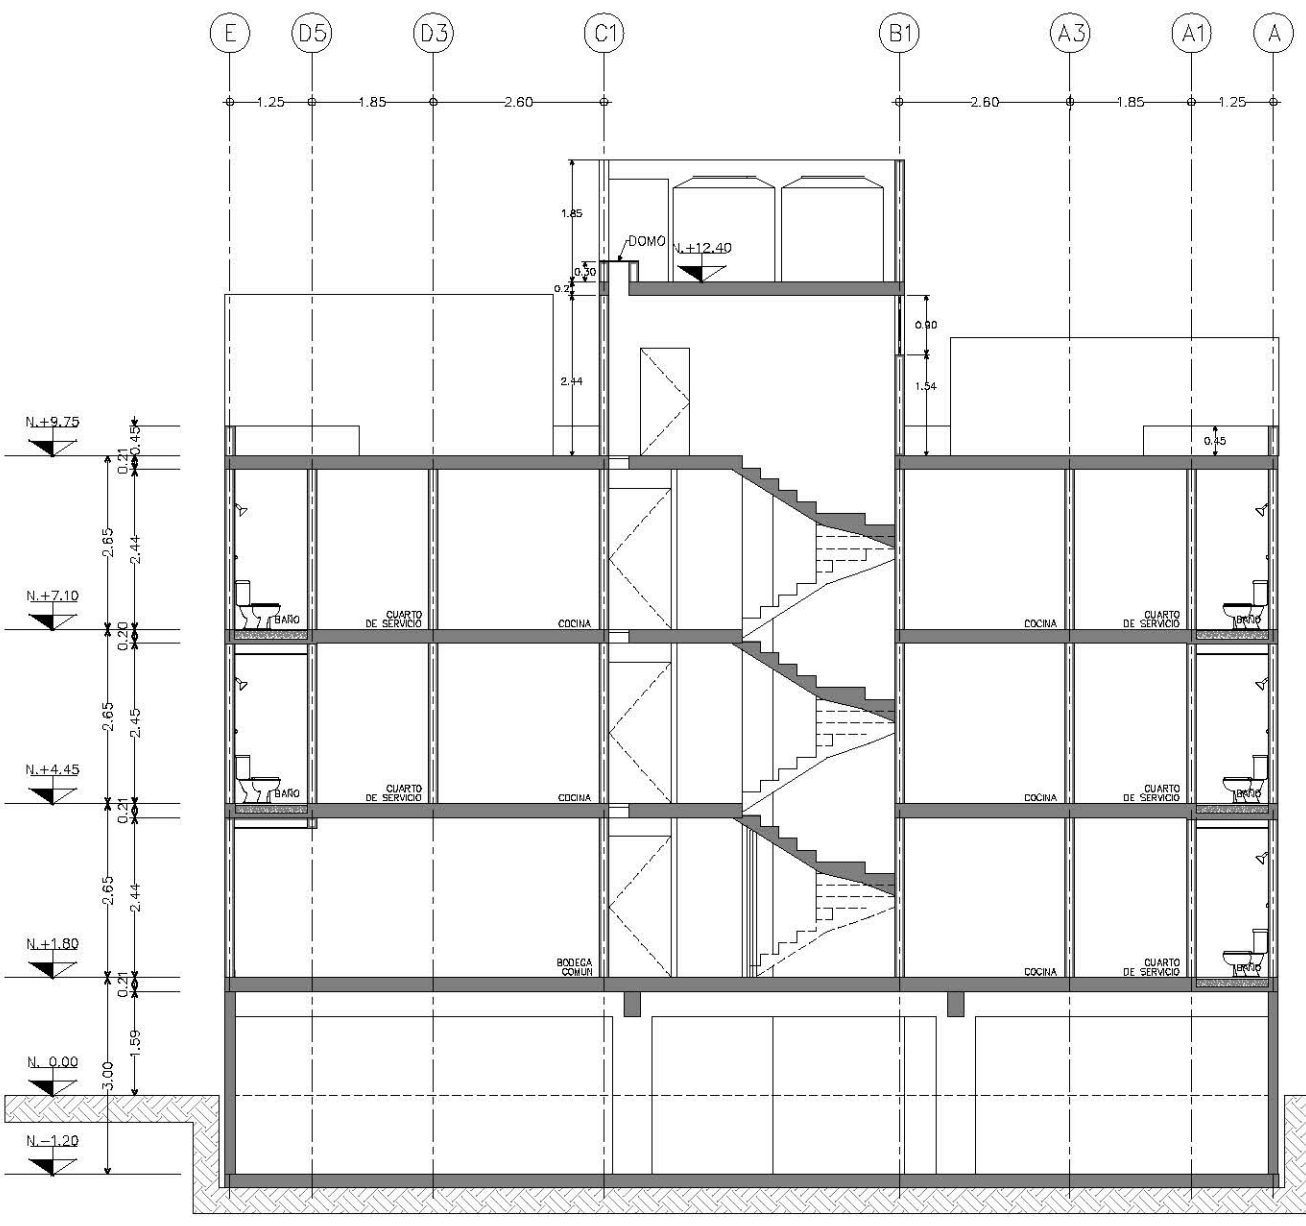 E D5 D3 C1 B1 A3 A1 A
1.25 1.85 2.60 2.60 1.85 1.25
1.85
DOMO
N.+12.40
0.30
0.2
0.90
2.44
1.54
N.+9.75
0.45
0.21
0.45
2.65
2.44
N.+7.10
BAÑO
CUARTO
DE SERVICIO
COCINA
COCINA
CUARTO
DE SERVICIO
BAÑO
0.20
2.65
2.45
N.+4.45
BAÑO
CUARTO
DE SERVICIO
COCINA
COCINA
CUARTO
DE SERVICIO
BAÑO
0.21
2.65
2.44
N.+1.80
BODEGA
COMUN
COCINA
CUARTO
DE SERVICIO
BAÑO
0.21
1.59
N. 0.00
3.00
N.-1.20